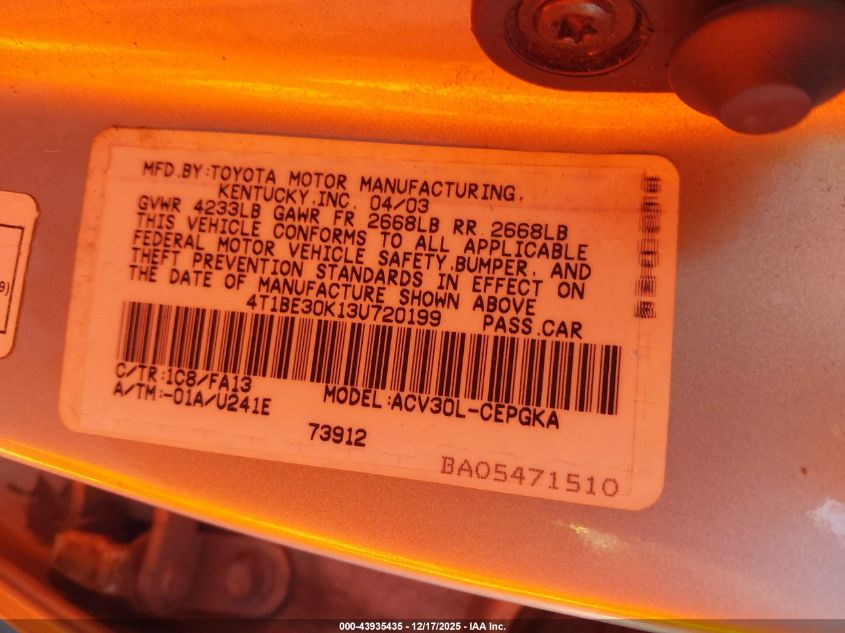 MFD.BY:TOYOTA MOTOR MANUFACTURING,
KENTUCKY,INC. 04/03
GVWR 4233LB GAWR FR 2668LB RR 2668LB
THIS VEHICLE CONFORMS TO ALL APPLICABLE
FEDERAL MOTOR VEHICLE SAFETY,BUMPER, AND
THEFT PREVENTION STANDARDS IN EFFECT ON
THE DATE OF MANUFACTURE SHOWN ABOVE
4T1BE30K13U720199 PASS.CAR
C/TR:1C8/FA13
A/TM:-01A/U241E MODEL:ACV30L-CEPGKA
73912
BA05471510
9)
000-43935435 - 12/17/2025 - IAA Inc.